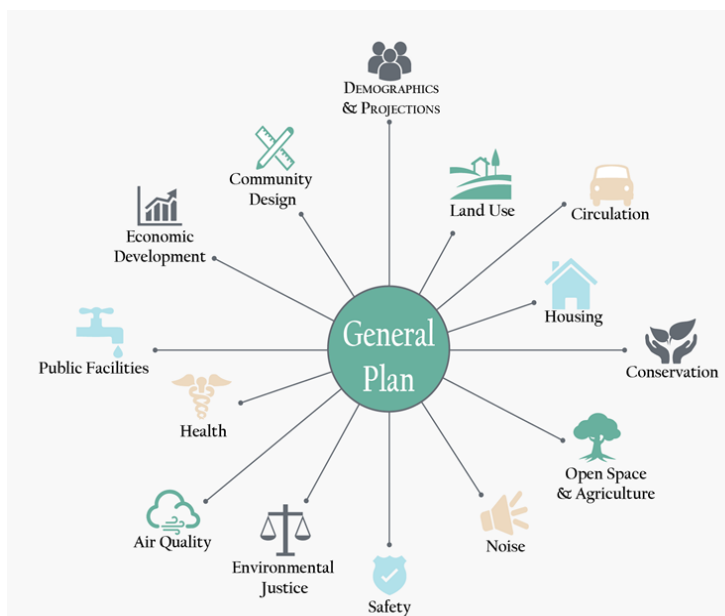 DEMOGRAPHICS
& PROJECTIONS
Community
Design
Land Use
Circulation
Economic
Development
Housing
General
Plan
Public Facilities
Conservation
Health
Open Space
& Agriculture
Air Quality
Noise
Environmental
Justice
Safety